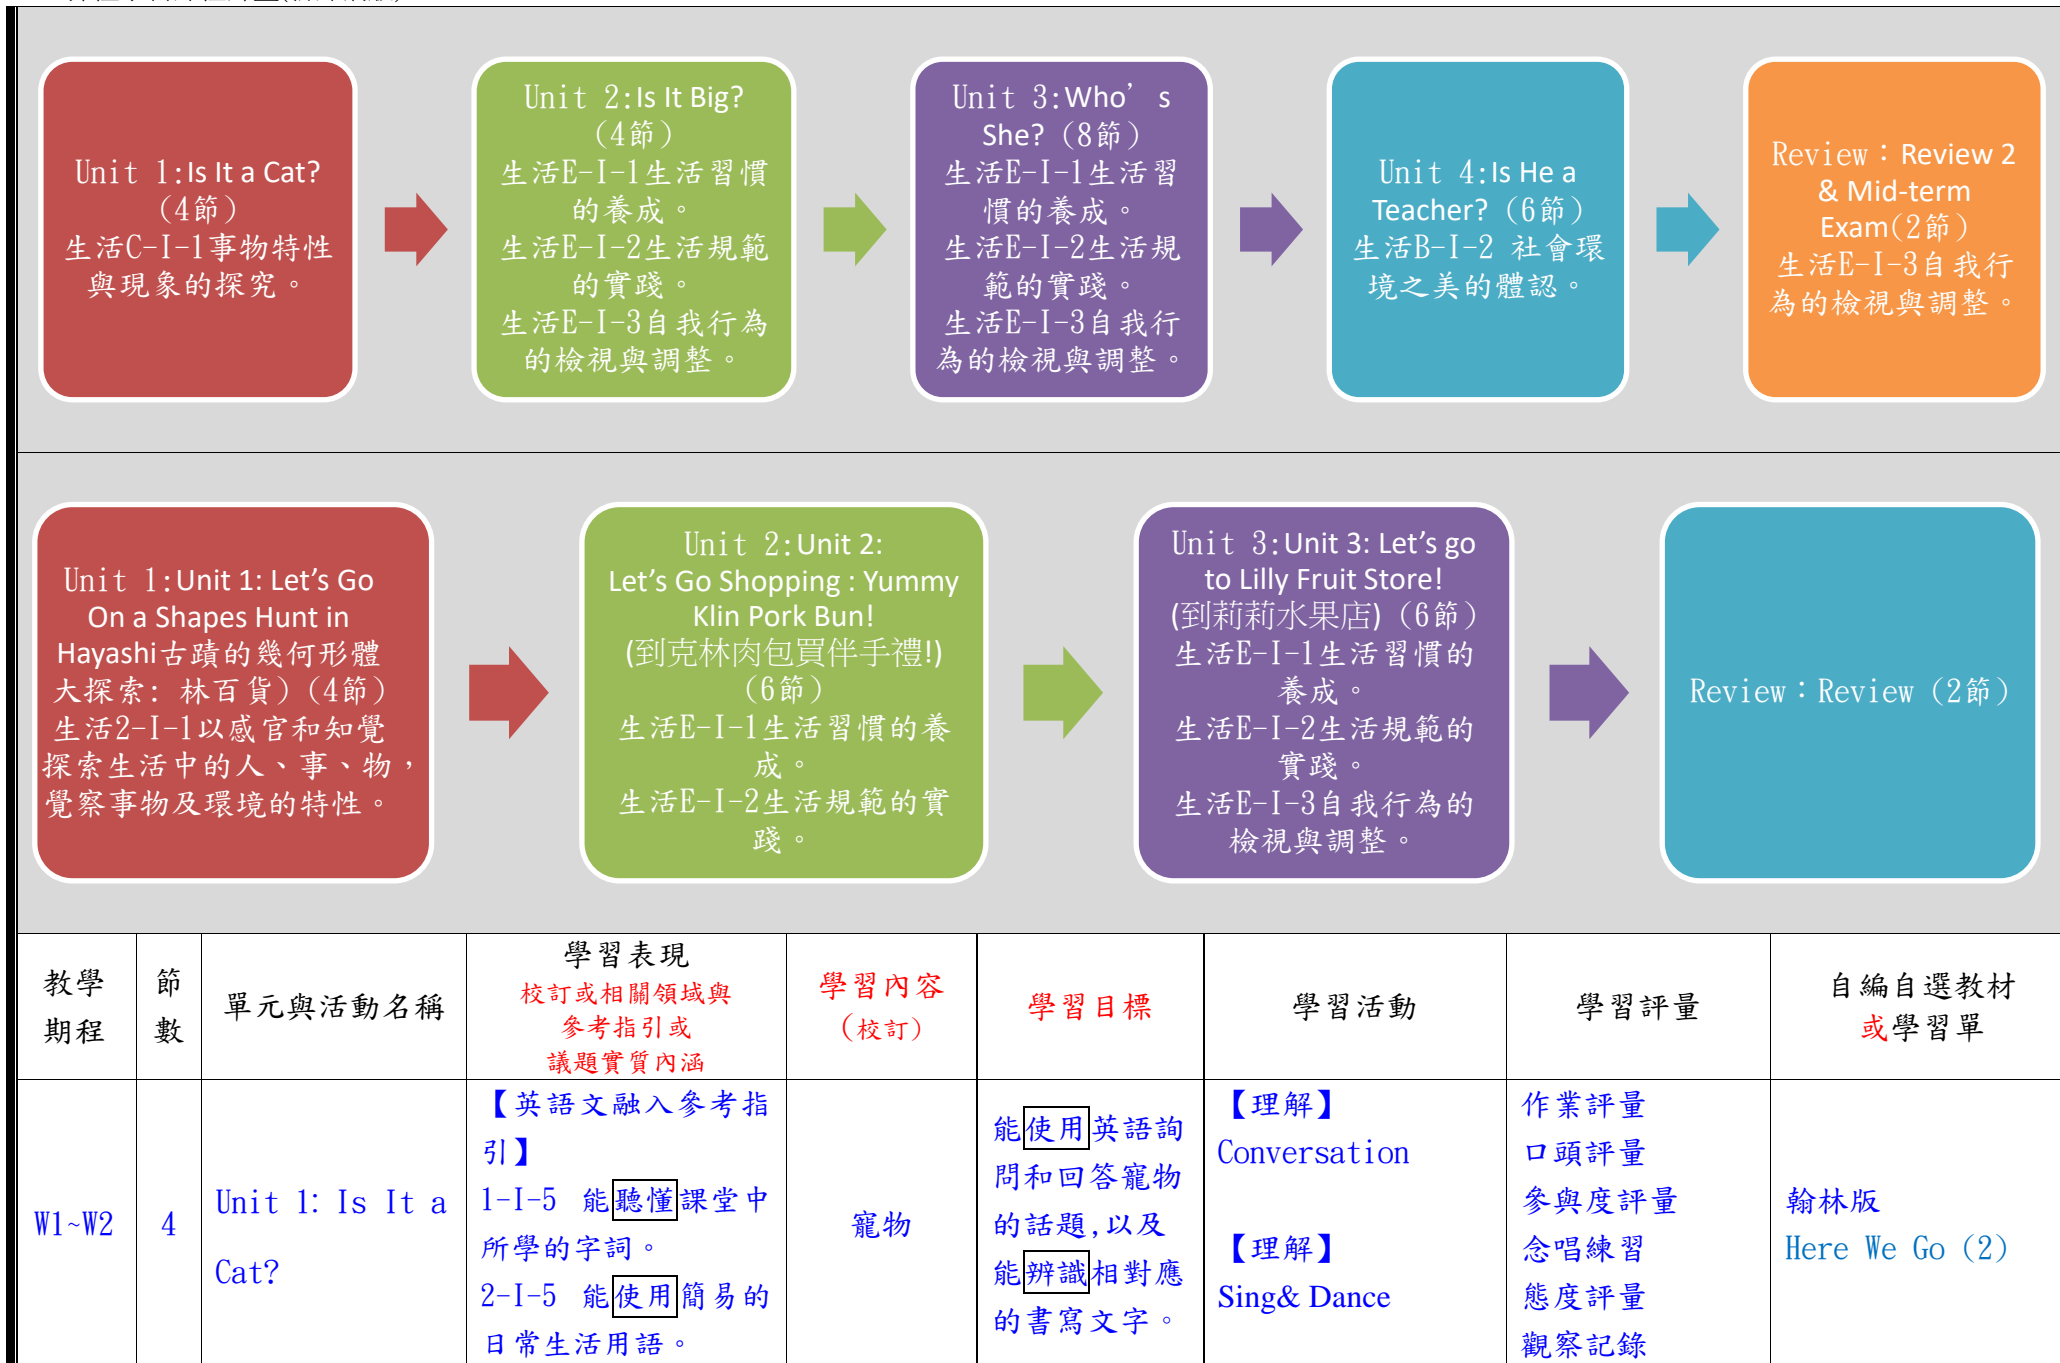 Unit 1:Is It a Cat?
（4節）
生活C-I-1事物特性
與現象的探究。
Unit 2:Is It Big?
（4節）
生活E-I-1生活習慣
的養成。
生活E-I-2生活規範
的實踐。
生活E-I-3自我行為
的檢視與調整。
Unit 3:Who’s
She?（8節）
生活E-I-1生活習
慣的養成。
生活E-I-2生活規
範的實踐。
生活E-I-3自我行
為的檢視與調整。
Unit 4:Is He a
Teacher?（6節）
生活B-I-2 社會環
境之美的體認。
Review：Review 2
& Mid-term
Exam(2節）
生活E-I-3自我行
為的檢視與調整。
Unit 1:Unit 1: Let’s Go
On a Shapes Hunt in
Hayashi古蹟的幾何形體
大探索: 林百貨)（4節）
生活2-I-1以感官和知覺
探索生活中的人、事、物，
覺察事物及環境的特性。
Unit 2:Unit 2:
Let’s Go Shopping : Yummy
Klin Pork Bun!
(到克林肉包買伴手禮!)
（6節）
生活E-I-1生活習慣的養
成。
生活E-I-2生活規範的實
踐。
Unit 3:Unit 3: Let’s go
to Lilly Fruit Store!
(到莉莉水果店)（6節）
生活E-I-1生活習慣的
養成。
生活E-I-2生活規範的
實踐。
生活E-I-3自我行為的
檢視與調整。
Review：Review（2節）
教學
期程
節
數
單元與活動名稱
學習表現
校訂或相關領域與
參考指引或
議題實質內涵
學習內容
(校訂)
學習目標
學習活動
學習評量
自編自選教材
或學習單
W1~W2
4
Unit 1: Is It a
Cat?
【英語文融入參考指
引】
1-I-5 能聽懂課堂中
所學的字詞。
2-I-5 能使用簡易的
日常生活用語。
寵物
能使用英語詢
問和回答寵物
的話題,以及
能辨識相對應
的書寫文字。
【理解】
Conversation
【理解】
Sing& Dance
作業評量
口頭評量
參與度評量
念唱練習
態度評量
觀察記錄
翰林版
Here We Go (2)